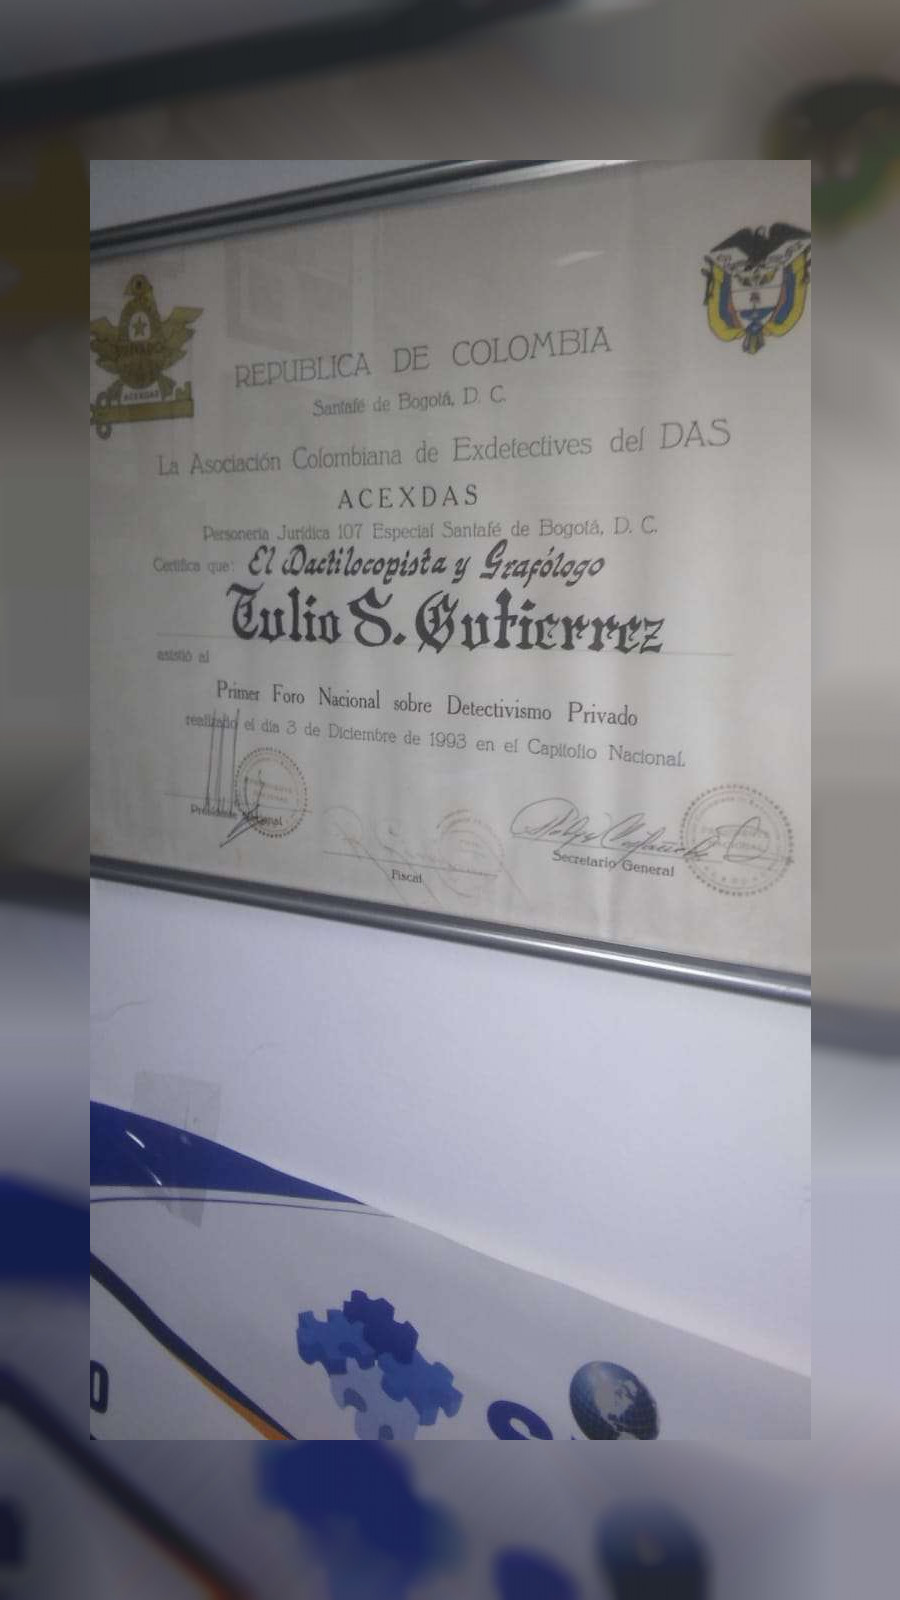 REPUBLICA DE COLOMBIA
Santafé de Bogotá, D. C.
La Asociación Colombiana de Exdetectives del DAS
ACEXDAS
Personería Jurídica 107 Especial Santafé de Bogotá, D. C.
Certifica que: El Dactilocopista y Grafólogo
Tulio S. Gutierrez
asistió al
Primer Foro Nacional sobre Detectivismo Privado
realizado el día 3 de Diciembre de 1993 en el Capitolio Nacional.
Presidente Nacional
Fiscal
Secretario General